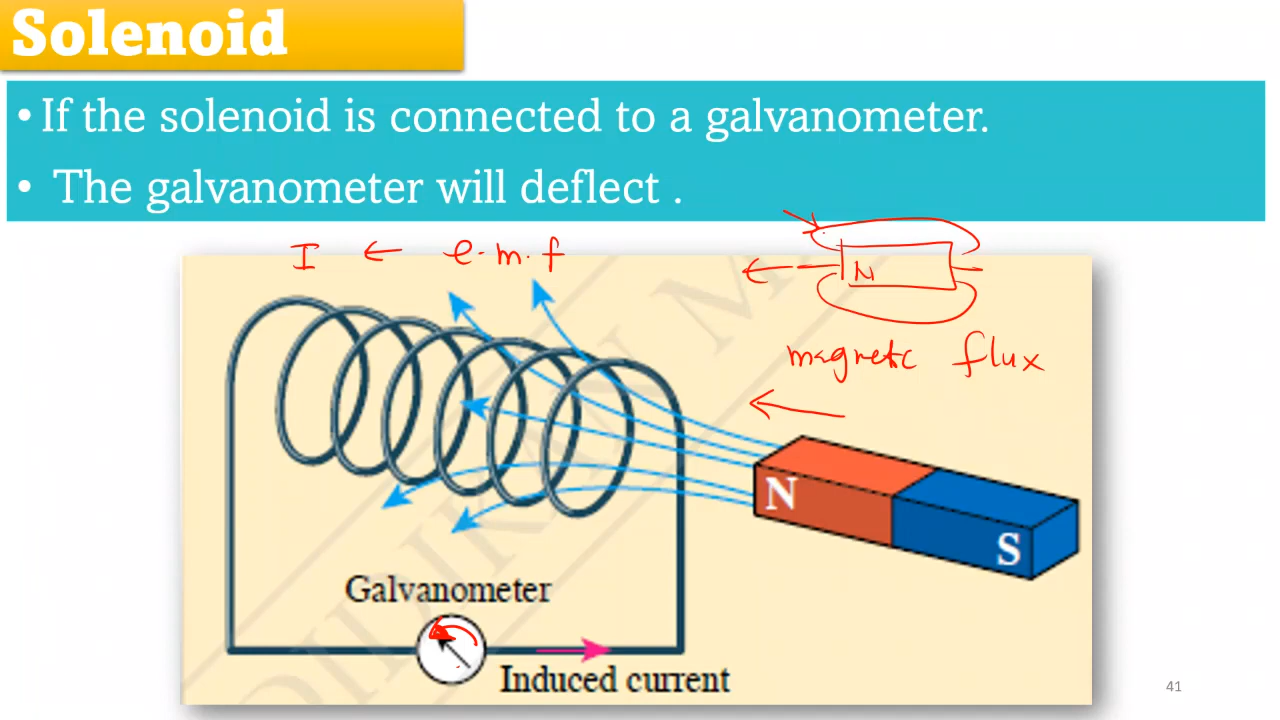 Solenoid
• If the solenoid is connected to a galvanometer.
• The galvanometer will deflect .
I ← e.m.f
N
magnetic flux
N
S
Galvanometer
Induced current
41